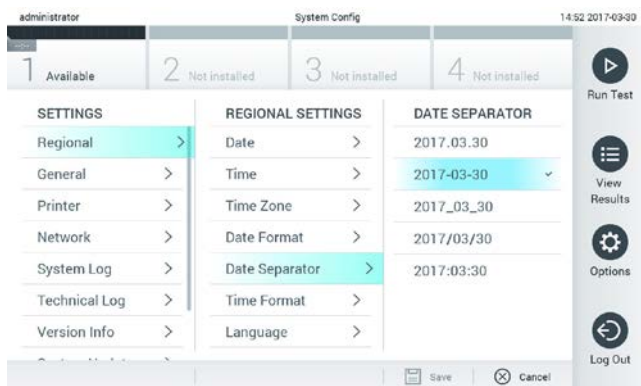 administrator System Config 14:52 2017-03-30
1 Available
2 Not installed
3 Not installed
4 Not installed
Run Test
View
Results
Options
Log Out
SETTINGS
Regional
General
Printer
Network
System Log
Technical Log
Version Info
REGIONAL SETTINGS
Date
Time
Time Zone
Date Format
Date Separator
Time Format
Language
DATE SEPARATOR
2017.03.30
2017-03-30
2017_03_30
2017/03/30
2017:03:30
Save
Cancel